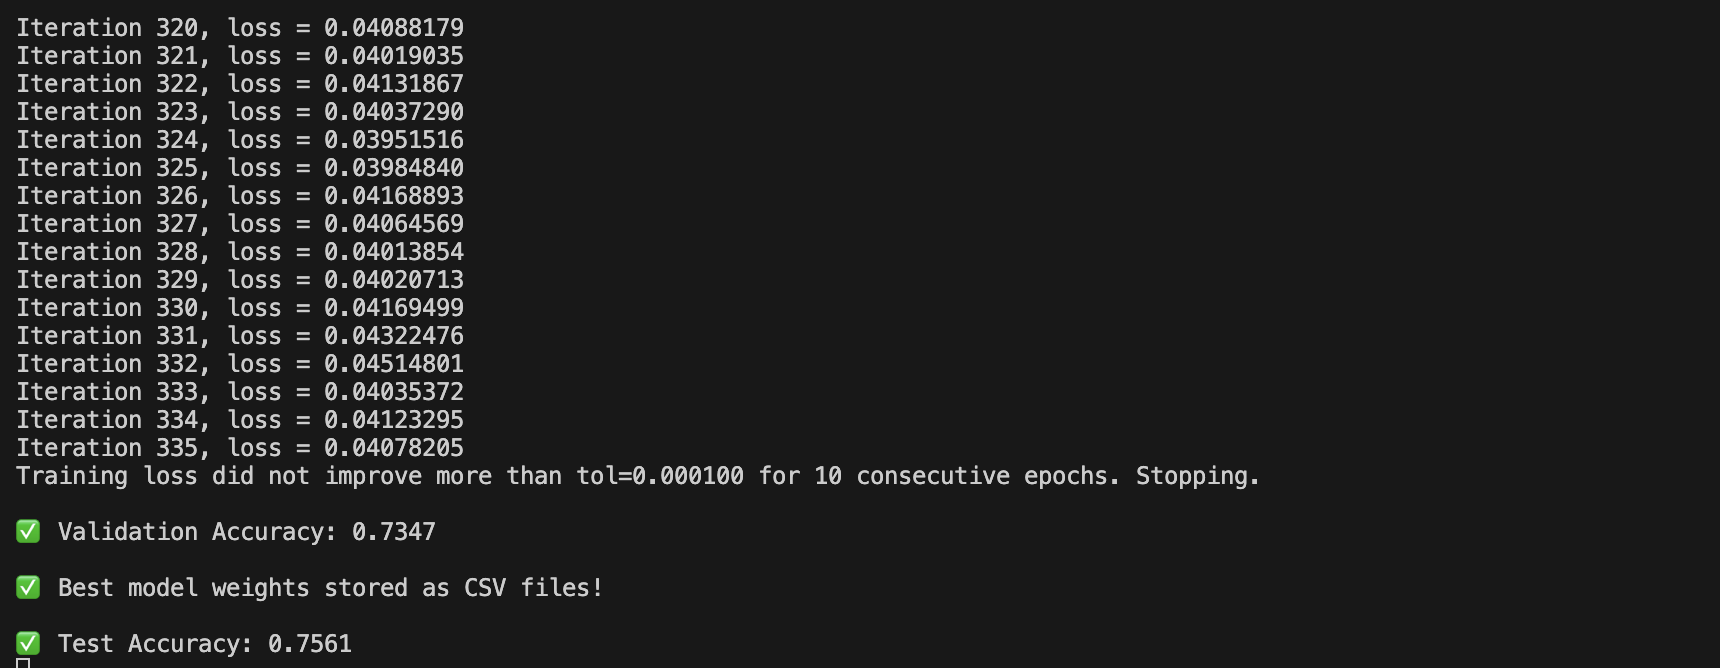 Iteration 320, loss = 0.04088179
Iteration 321, loss = 0.04019035
Iteration 322, loss = 0.04131867
Iteration 323, loss = 0.04037290
Iteration 324, loss = 0.03951516
Iteration 325, loss = 0.03984840
Iteration 326, loss = 0.04168893
Iteration 327, loss = 0.04064569
Iteration 328, loss = 0.04013854
Iteration 329, loss = 0.04020713
Iteration 330, loss = 0.04169499
Iteration 331, loss = 0.04322476
Iteration 332, loss = 0.04514801
Iteration 333, loss = 0.04035372
Iteration 334, loss = 0.04123295
Iteration 335, loss = 0.04078205
Training loss did not improve more than tol=0.000100 for 10 consecutive epochs. Stopping.
✅ Validation Accuracy: 0.7347
✅ Best model weights stored as CSV files!
✅ Test Accuracy: 0.7561